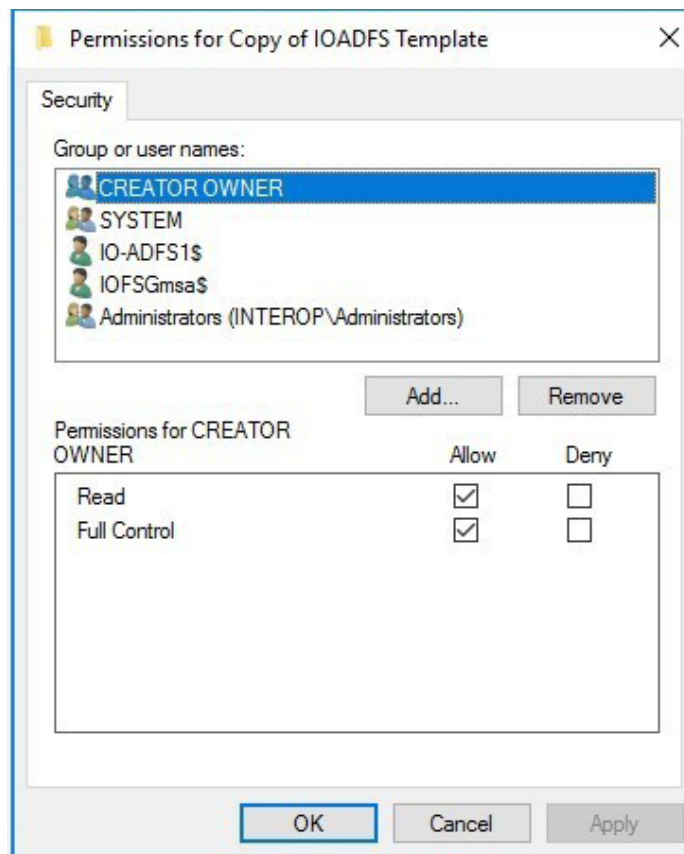 Permissions for Copy of IOADFS Template
Security
Group or user names:
CREATOR OWNER
SYSTEM
IO-ADFS1$
IOFSGmsa$
Administrators (INTEROP\Administrators)
Add... Remove
Permissions for CREATOR
OWNER Allow Deny
Read
Full Control
OK Cancel Apply